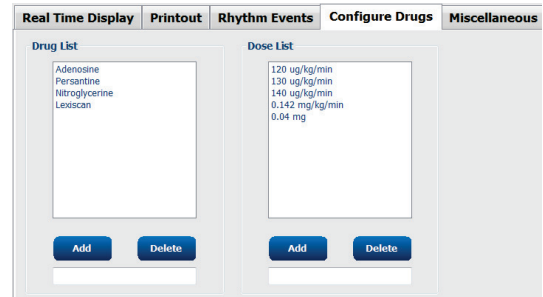 Real Time Display Printout Rhythm Events Configure Drugs Miscellaneous
Drug List
Adenosine
Persantine
Nitroglycerine
Lexiscan
Add Delete
Dose List
120 ug/kg/min
130 ug/kg/min
140 ug/kg/min
0.142 mg/kg/min
0.04 mg
Add Delete